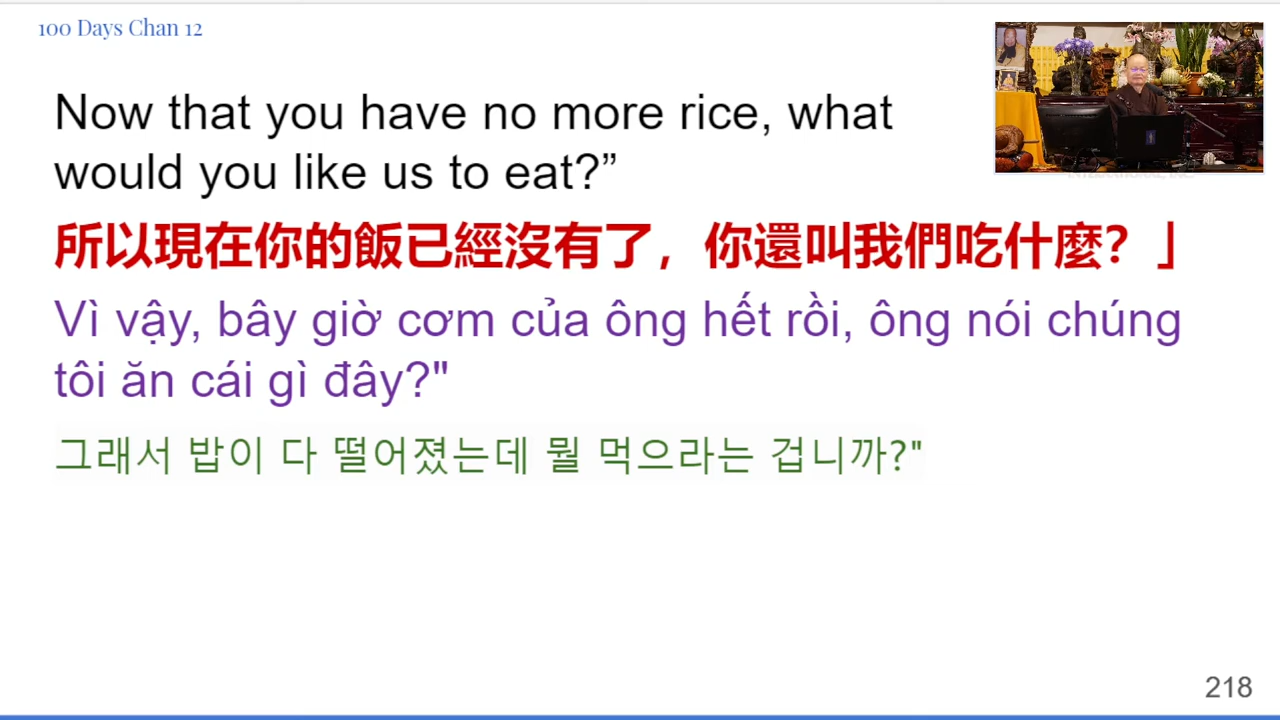 100 Days Chan 12
Now that you have no more rice, what
would you like us to eat?”
所以現在你的飯已經沒有了，你還叫我們吃什麼？」
Vì vậy, bây giờ cơm của ông hết rồi, ông nói chúng
tôi ăn cái gì đây?"
그래서 밥이 다 떨어졌는데 뭘 먹으라는 겁니까?"
218